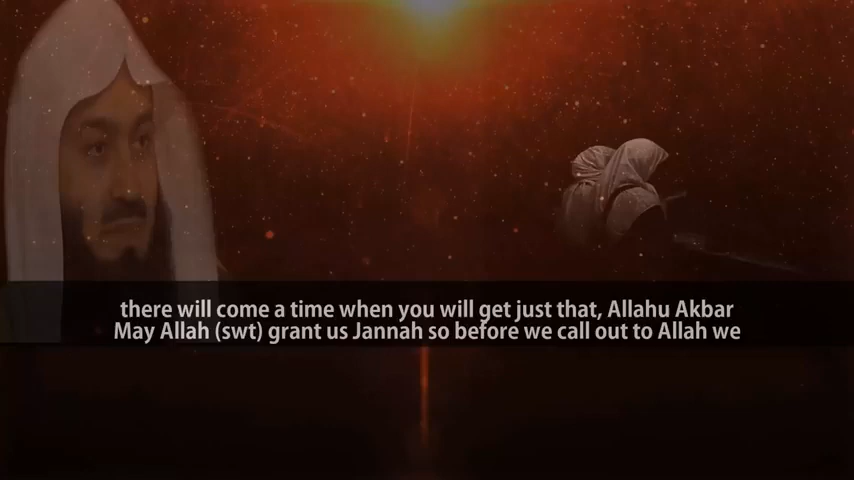 there will come a time when you will get just that, Allahu Akbar
May Allah (swt) grant us Jannah so before we call out to Allah we